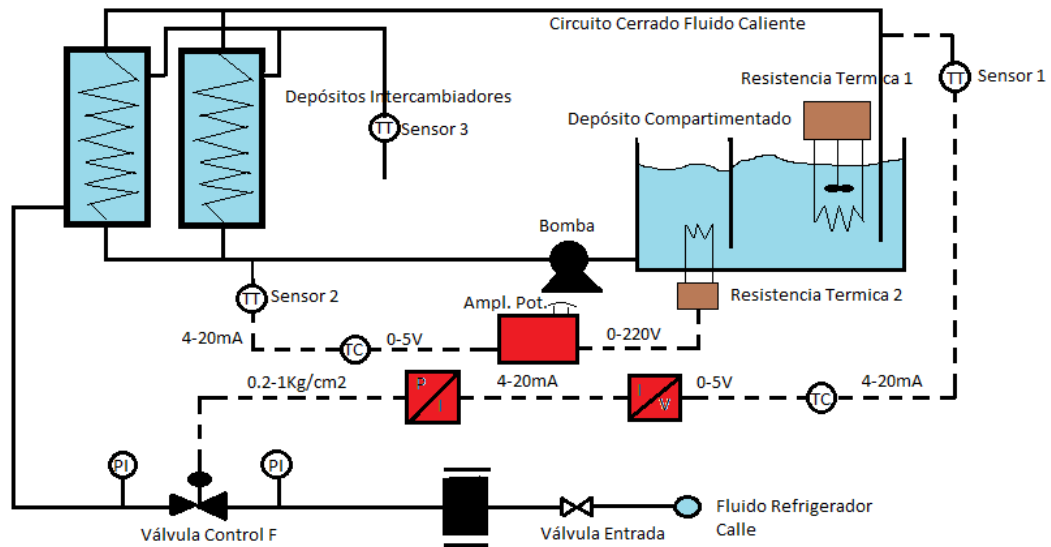 Circuito Cerrado Fluido Caliente
Resistencia Termica 1
TT
Sensor 1
Depósitos Intercambiadores
Depósito Compartimentado
TT
Sensor 3
Bomba
TT
Sensor 2
Ampl. Pot.
Resistencia Termica 2
4-20mA
TC
0-5V
0-220V
0.2-1Kg/cm2
P
I
4-20mA
I
V
0-5V
TC
4-20mA
PI
PI
Válvula Control F
Válvula Entrada
Fluido Refrigerador
Calle